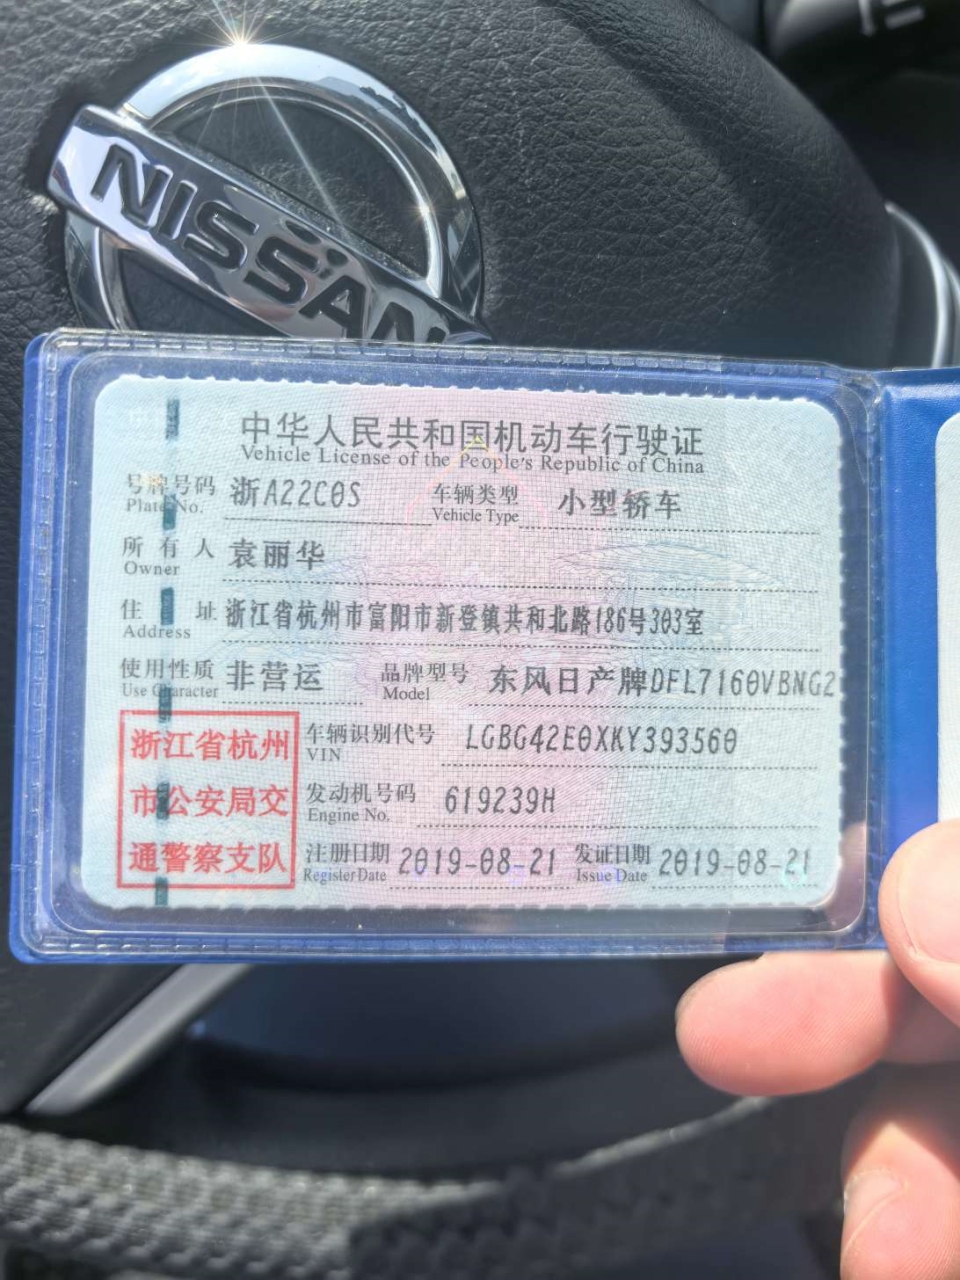 NISSAN
中华人民共和国机动车行驶证
Vehicle License of the People's Republic of China
号牌号码 浙A22C0S 车辆类型 小型轿车
Plate No. Vehicle Type
所有人 袁丽华
Owner
住址 浙江省杭州市富阳市新登镇共和北路186号303室
Address
使用性质 非营运 品牌型号 东风日产牌DFL7160VBNG2
Use Character Model
浙江省杭州
市公安局交
通警察支队
车辆识别代号 LGBG42E0XKY393560
VIN
发动机号码 619239H
Engine No.
注册日期 2019-08-21 发证日期 2019-08-21
Register Date Issue Date